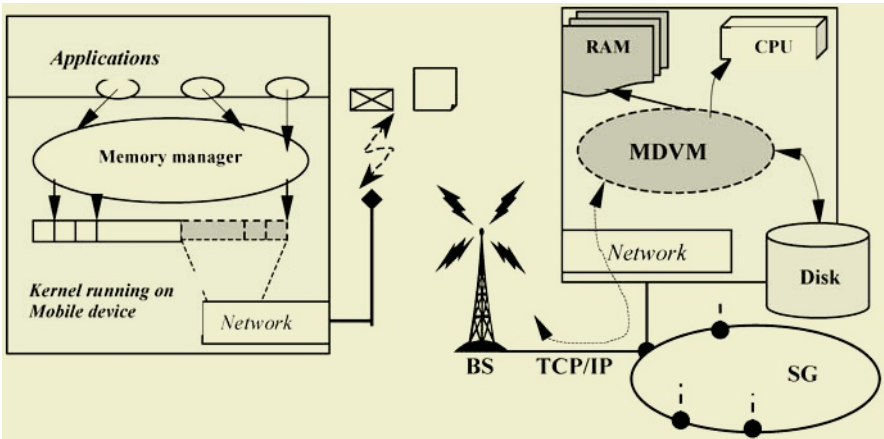 Applications
Memory manager
Kernel running on
Mobile device
Network
RAM
CPU
MDVM
Network
Disk
BS
TCP/IP
SG